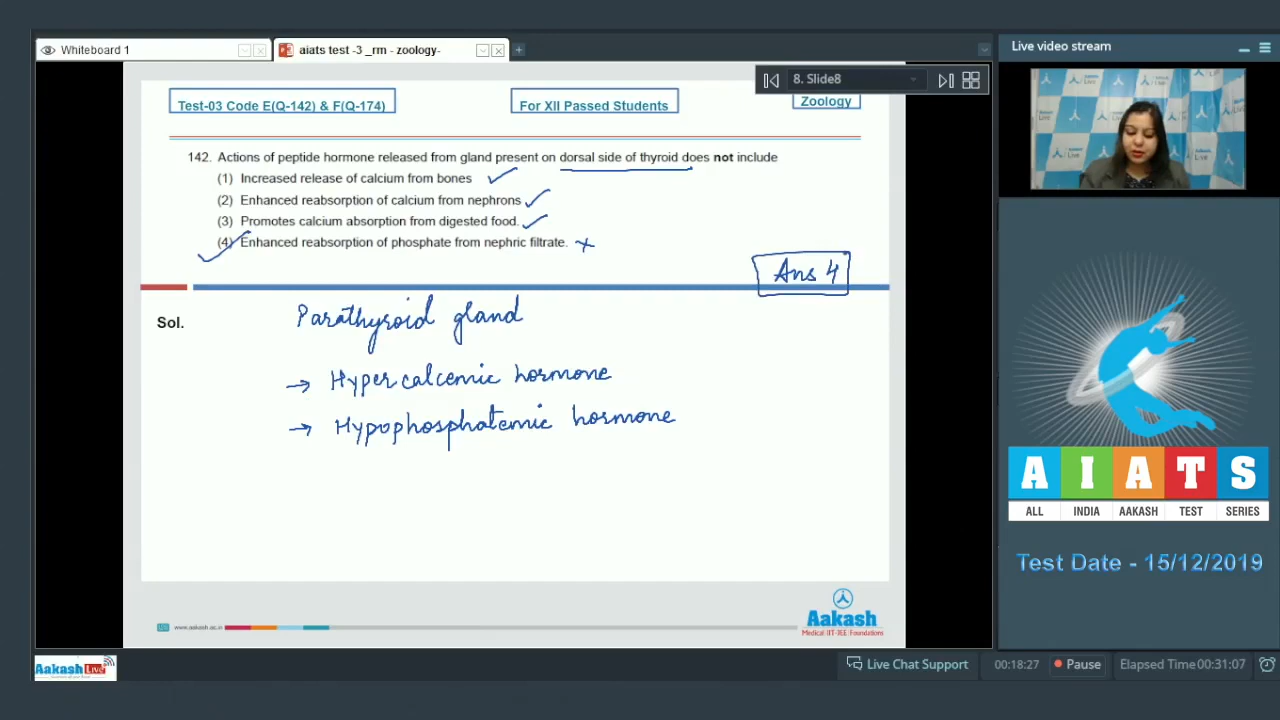 Whiteboard 1
aiats test -3 _rm - zoology-
Live video stream
8. Slide8
Test-03 Code E(Q-142) & F(Q-174)
For XII Passed Students
Zoology
142. Actions of peptide hormone released from gland present on dorsal side of thyroid does not include
(1) Increased release of calcium from bones
(2) Enhanced reabsorption of calcium from nephrons
(3) Promotes calcium absorption from digested food.
(4) Enhanced reabsorption of phosphate from nephric filtrate.
Ans 4
Sol.
Parathyroid gland
→ Hypercalcemic hormone
→ Hypophosphatemic hormone
A I A T S
ALL INDIA AAKASH TEST SERIES
Test Date - 15/12/2019
www.aakash.ac.in
Aakash
Medical|IIT-JEE|Foundations
Aakash Live
Live Chat Support
00:18:27
Pause
Elapsed Time 00:31:07